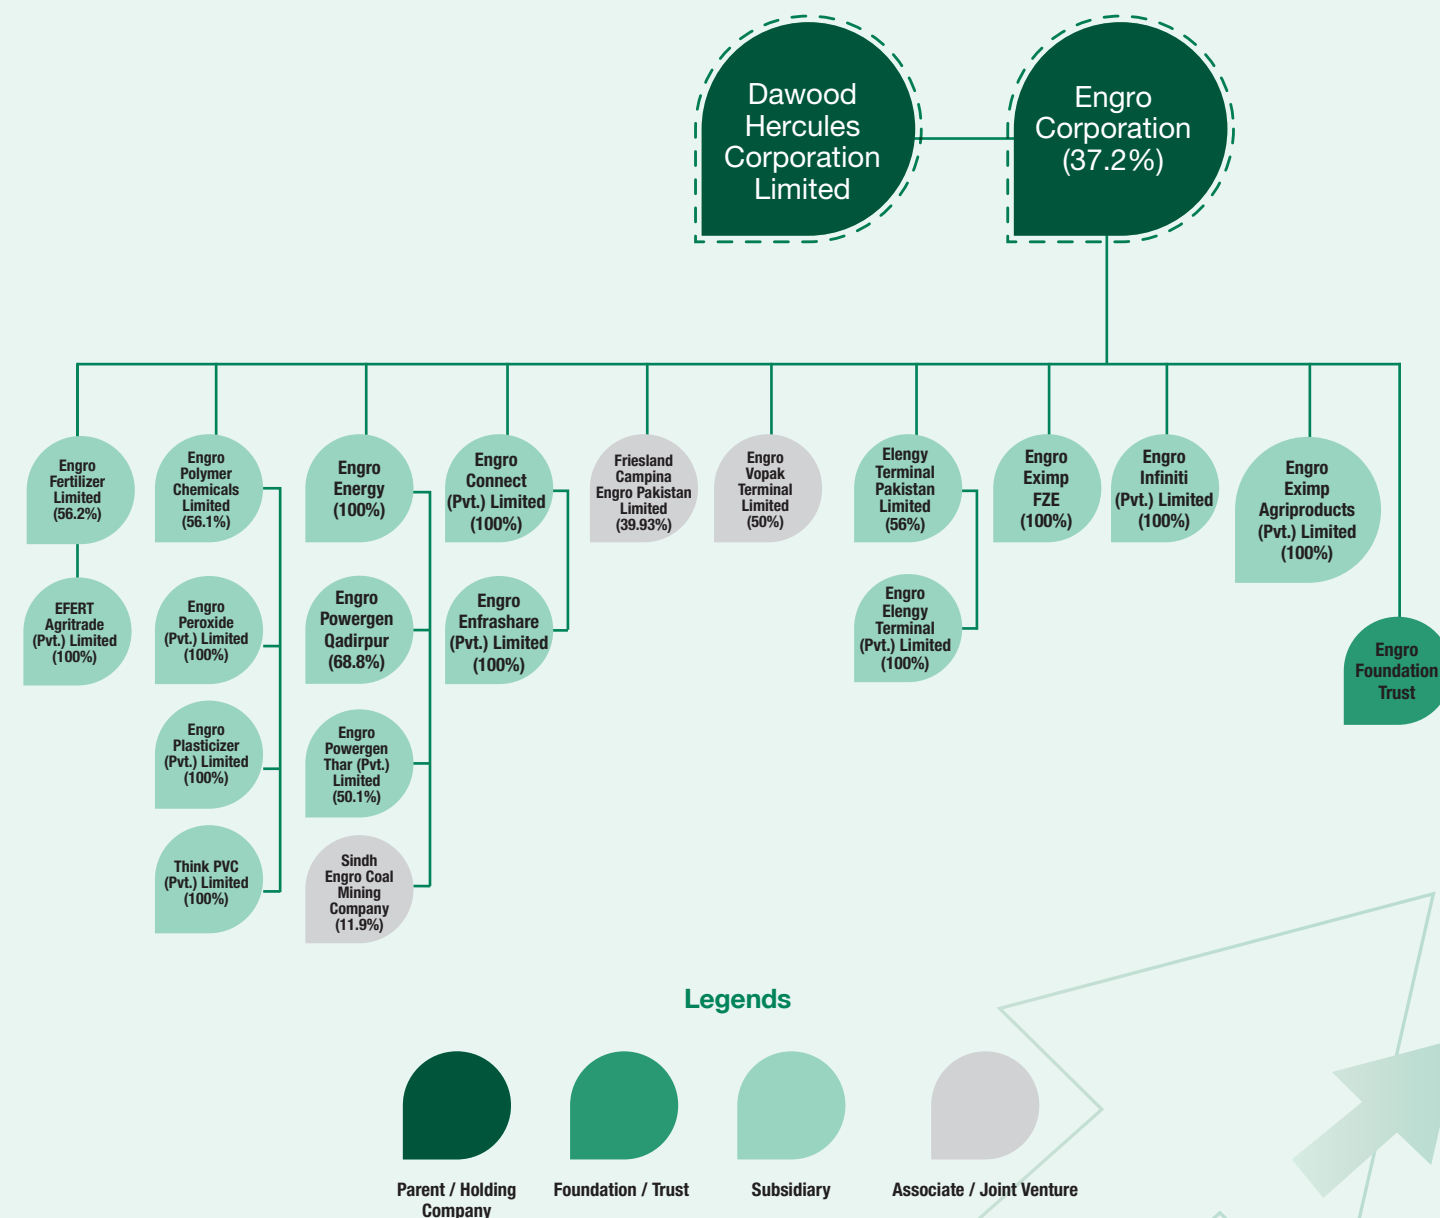 Dawood
Hercules
Corporation
Limited
Engro
Corporation
(37.2%)
Engro
Fertilizer
Limited
(56.2%)
Engro
Polymer
Chemicals
Limited
(56.1%)
Engro
Energy
(100%)
Engro
Connect
(Pvt.) Limited
(100%)
Friesland
Campina
Engro Pakistan
Limited
(39.93%)
Engro
Vopak
Terminal
Limited
(50%)
Elengy
Terminal
Pakistan
Limited
(56%)
Engro
Eximp
FZE
(100%)
Engro
Infiniti
(Pvt.) Limited
(100%)
Engro
Eximp
Agriproducts
(Pvt.) Limited
(100%)
EFERT
Agritrade
(Pvt.) Limited
(100%)
Engro
Peroxide
(Pvt.) Limited
(100%)
Engro
Powergen
Qadirpur
(68.8%)
Engro
Enfrashare
(Pvt.) Limited
(100%)
Engro
Elengy
Terminal
(Pvt.) Limited
(100%)
Engro
Foundation
Trust
Engro
Plasticizer
(Pvt.) Limited
(100%)
Engro
Powergen
Thar (Pvt.)
Limited
(50.1%)
Think PVC
(Pvt.) Limited
(100%)
Sindh
Engro Coal
Mining
Company
(11.9%)
Legends
Parent / Holding
Company
Foundation / Trust
Subsidiary
Associate / Joint Venture